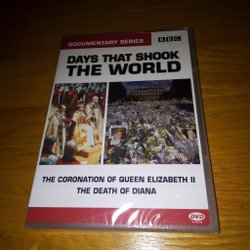 DOCUMENTARY SERIES
BBC
DAYS THAT SHOOK
THE WORLD
THE CORONATION OF QUEEN ELIZABETH II
THE DEATH OF DIANA
DVD